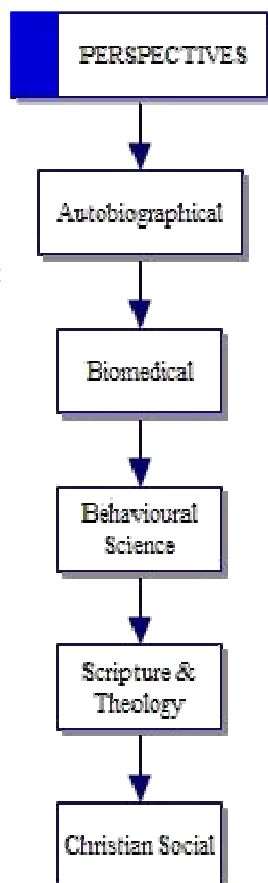 PERSPECTIVES
Autobiographical
Biomedical
Behavioural
Science
Scripture &
Theology
Christian Social